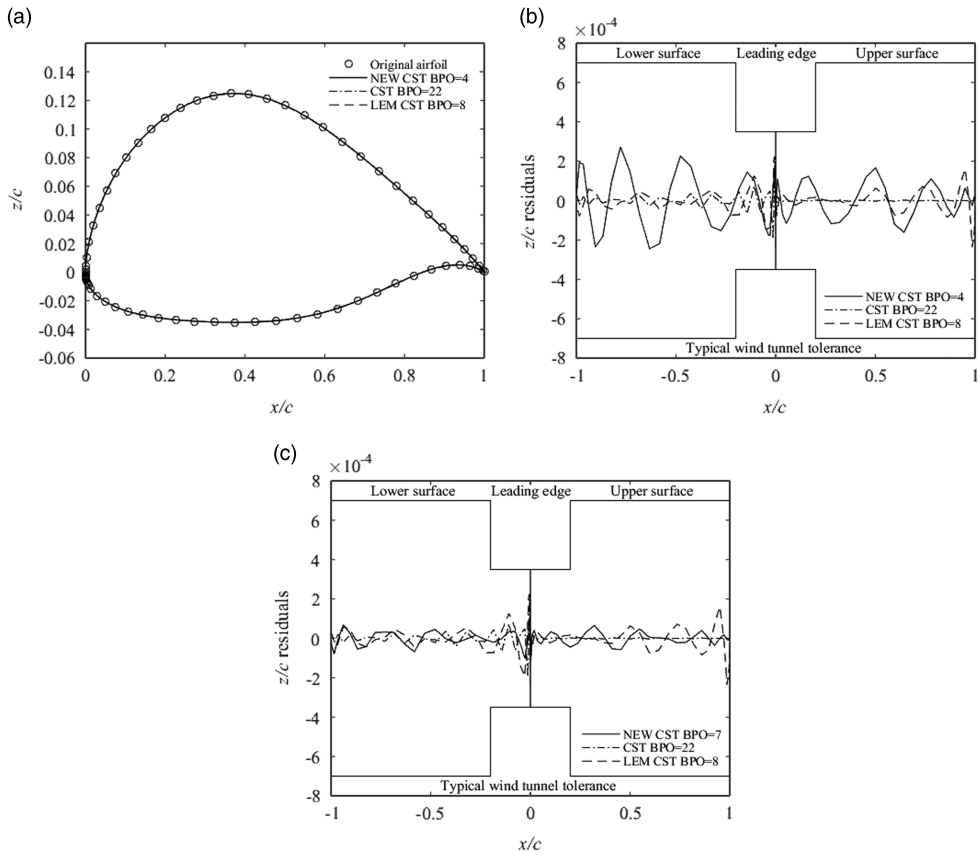 (a)
0.14
0.12
0.1
0.08
0.06
0.04
0.02
0
-0.02
-0.04
-0.06
z/c
0 0.2 0.4 0.6 0.8 1
x/c
Original airfoil
NEW CST BPO=4
CST BPO=22
LEM CST BPO=8
(b)
×10-4
8
6
4
2
0
-2
-4
-6
-8
z/c residuals
Lower surface Leading edge Upper surface
NEW CST BPO=4
CST BPO=22
LEM CST BPO=8
Typical wind tunnel tolerance
-1 -0.5 0 0.5 1
x/c
(c)
×10-4
8
6
4
2
0
-2
-4
-6
-8
z/c residuals
Lower surface Leading edge Upper surface
NEW CST BPO=7
CST BPO=22
LEM CST BPO=8
Typical wind tunnel tolerance
-1 -0.5 0 0.5 1
x/c